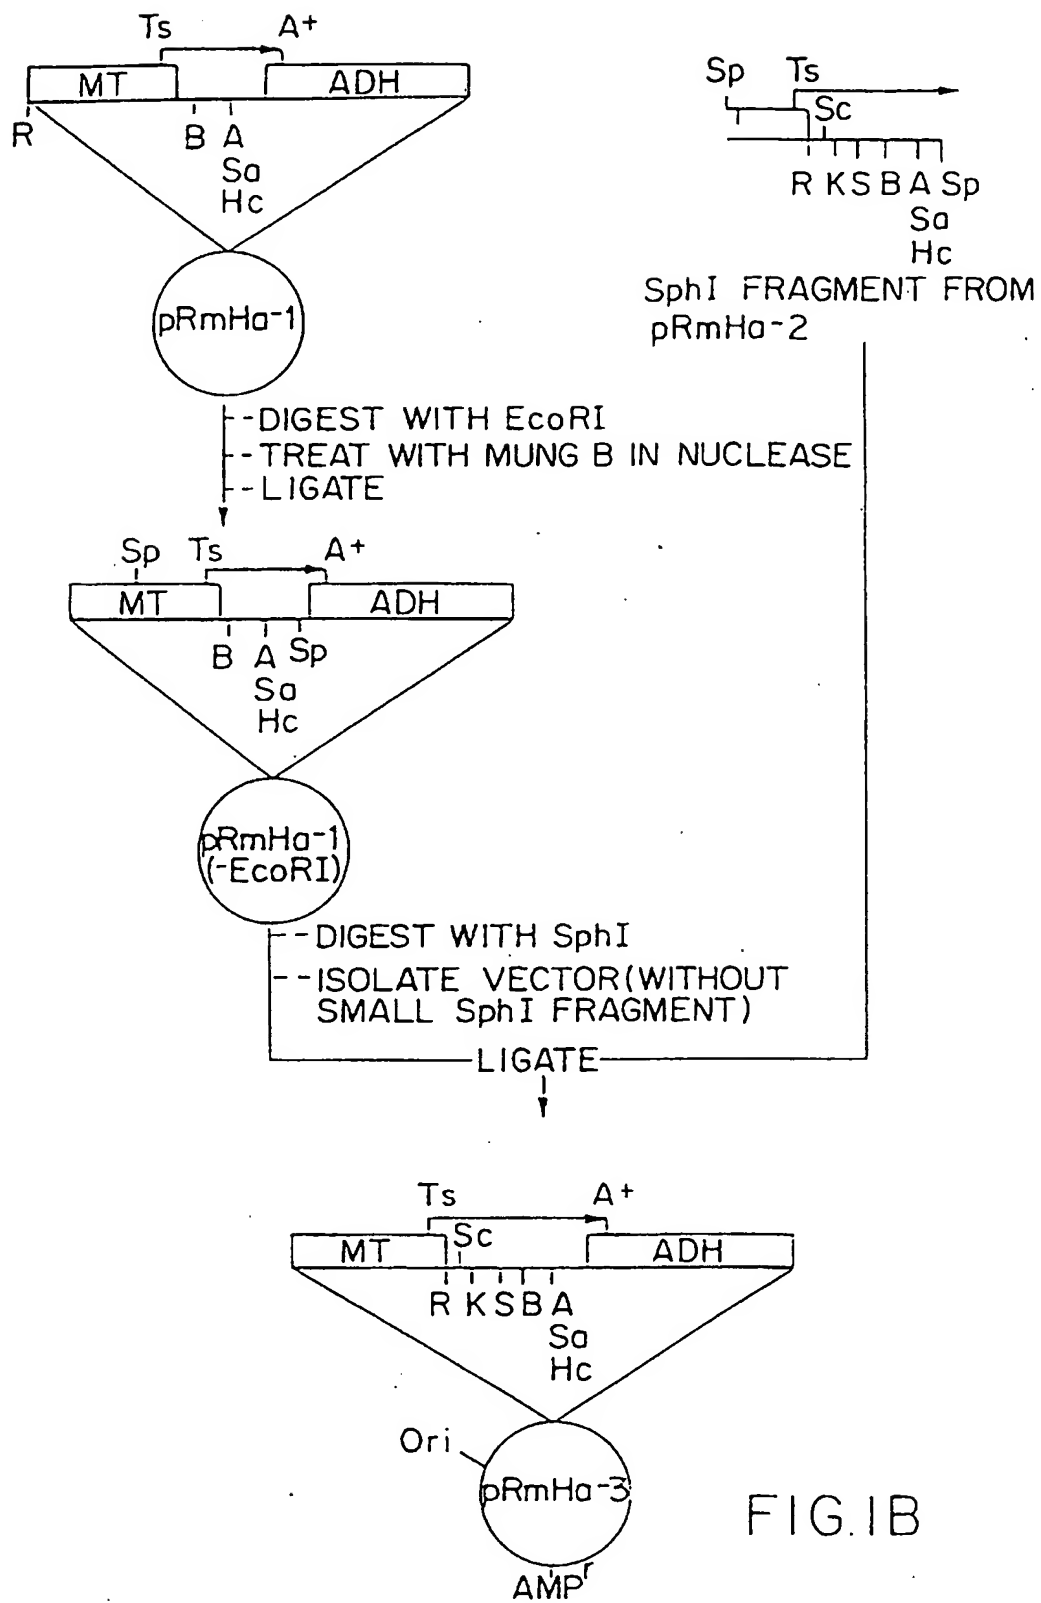 Ts A+
MT ADH
R B A
Sa
Hc
pRmHa-1
Sp Ts
Sc
R K S B A Sp
Sa
Hc
SphI FRAGMENT FROM
pRmHa-2
DIGEST WITH EcoRI
TREAT WITH MUNG B IN NUCLEASE
LIGATE
Sp Ts A+
MT ADH
B A Sp
Sa
Hc
pRmHa-1
(-EcoRI)
DIGEST WITH SphI
ISOLATE VECTOR(WITHOUT
SMALL SphI FRAGMENT)
LIGATE
Ts A+
Sc
MT ADH
R K S B A
Sa
Hc
Ori
pRmHa-3
AMPr
FIG.1B